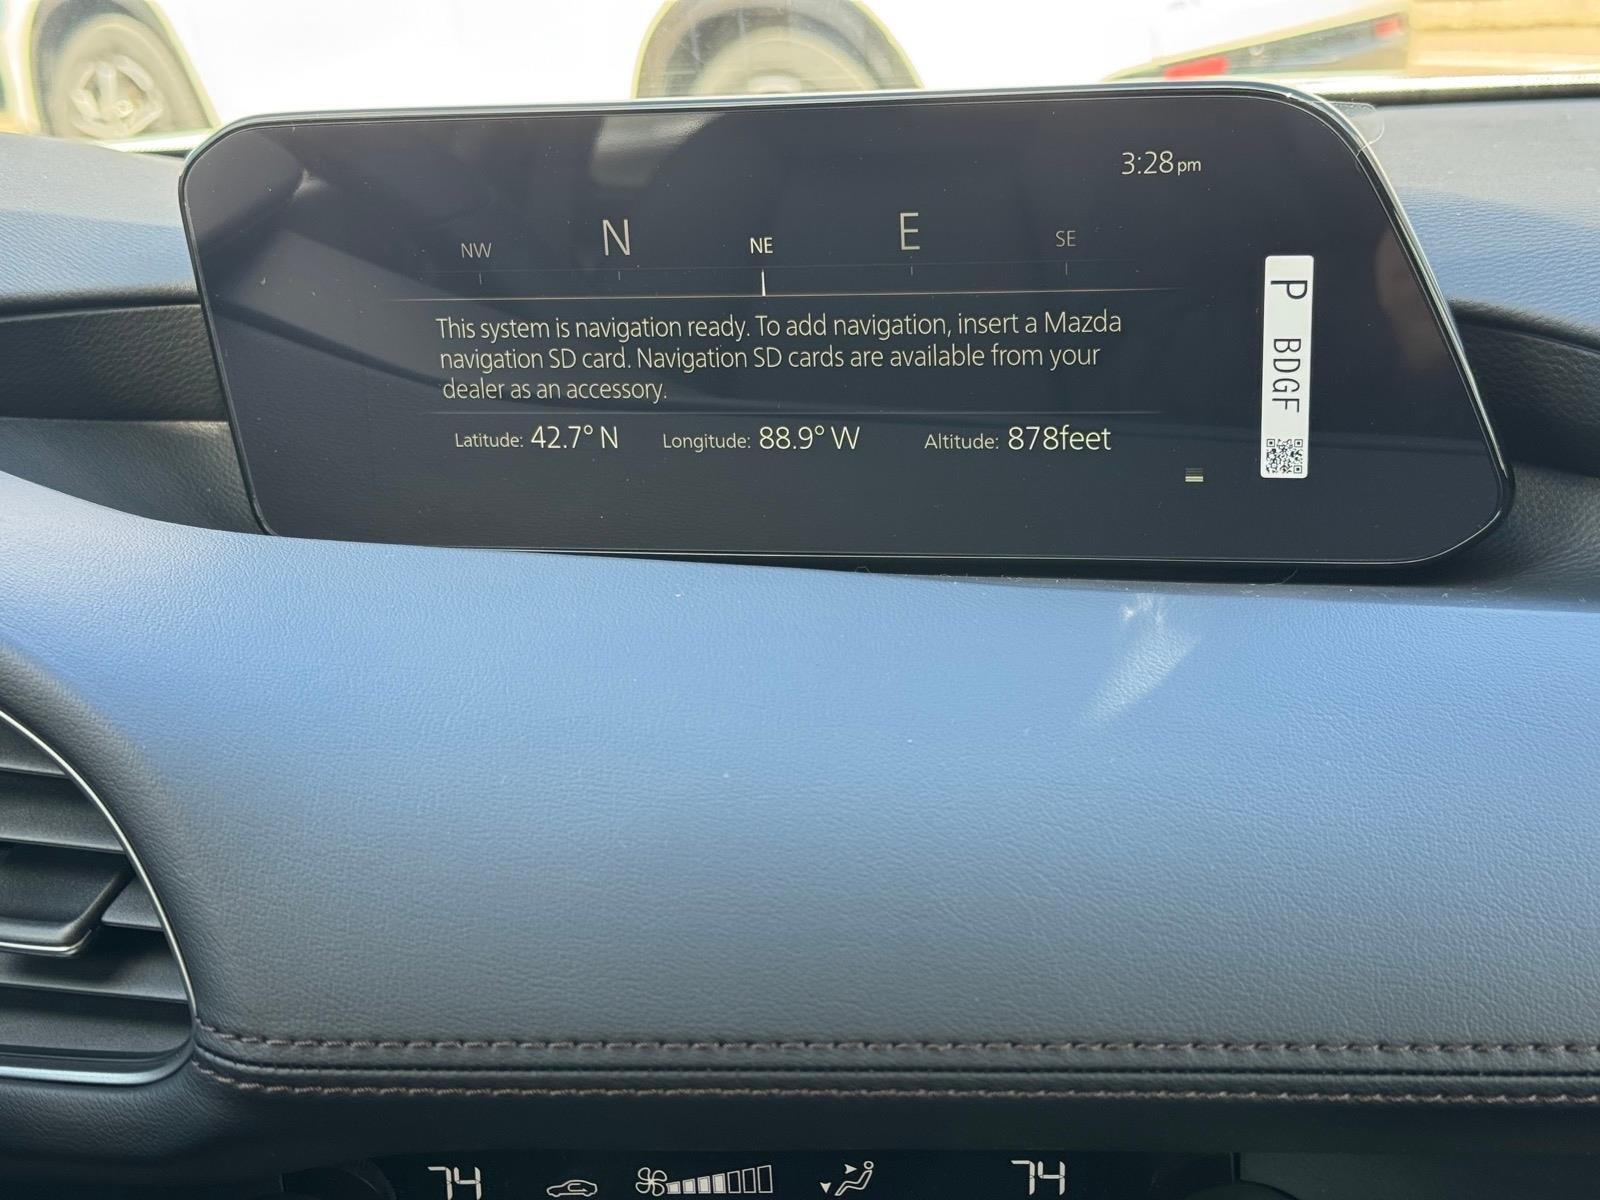 3:28 pm
NW N NE E SE
This system is navigation ready. To add navigation, insert a Mazda
navigation SD card. Navigation SD cards are available from your
dealer as an accessory.
Latitude: 42.7° N Longitude: 88.9° W Altitude: 878feet
P BDGF
74 74